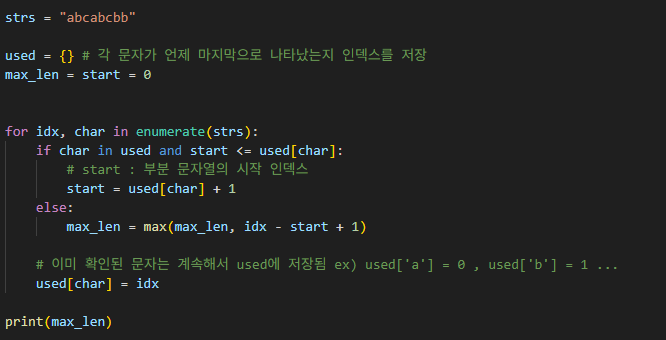 strs = "abcabcbb"
used = {} # 각 문자가 언제 마지막으로 나타났는지 인덱스를 저장
max_len = start = 0
for idx, char in enumerate(strs):
    if char in used and start <= used[char]:
        # start : 부분 문자열의 시작 인덱스
        start = used[char] + 1
    else:
        max_len = max(max_len, idx - start + 1)
    # 이미 확인된 문자는 계속해서 used에 저장됨 ex) used['a'] = 0 , used['b'] = 1 ...
    used[char] = idx
print(max_len)